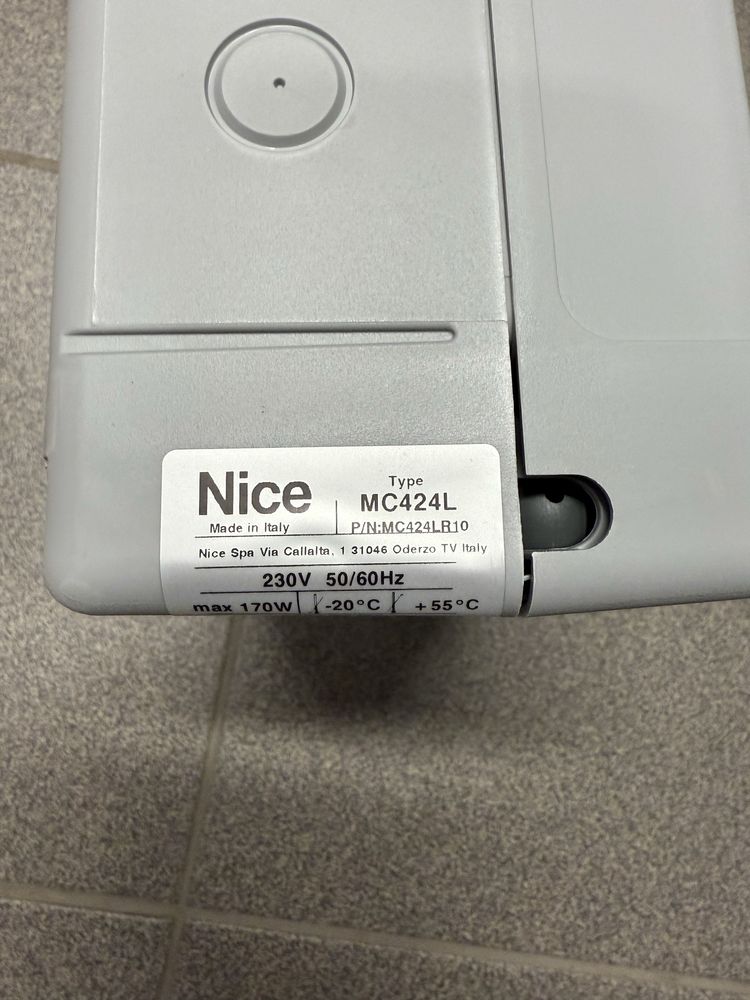 Nice
Made in Italy
Type
MC424L
P/N:MC424LR10
Nice Spa Via Callalta, 1 31046 Oderzo TV Italy
230V 50/60Hz
max 170W -20°C +55°C